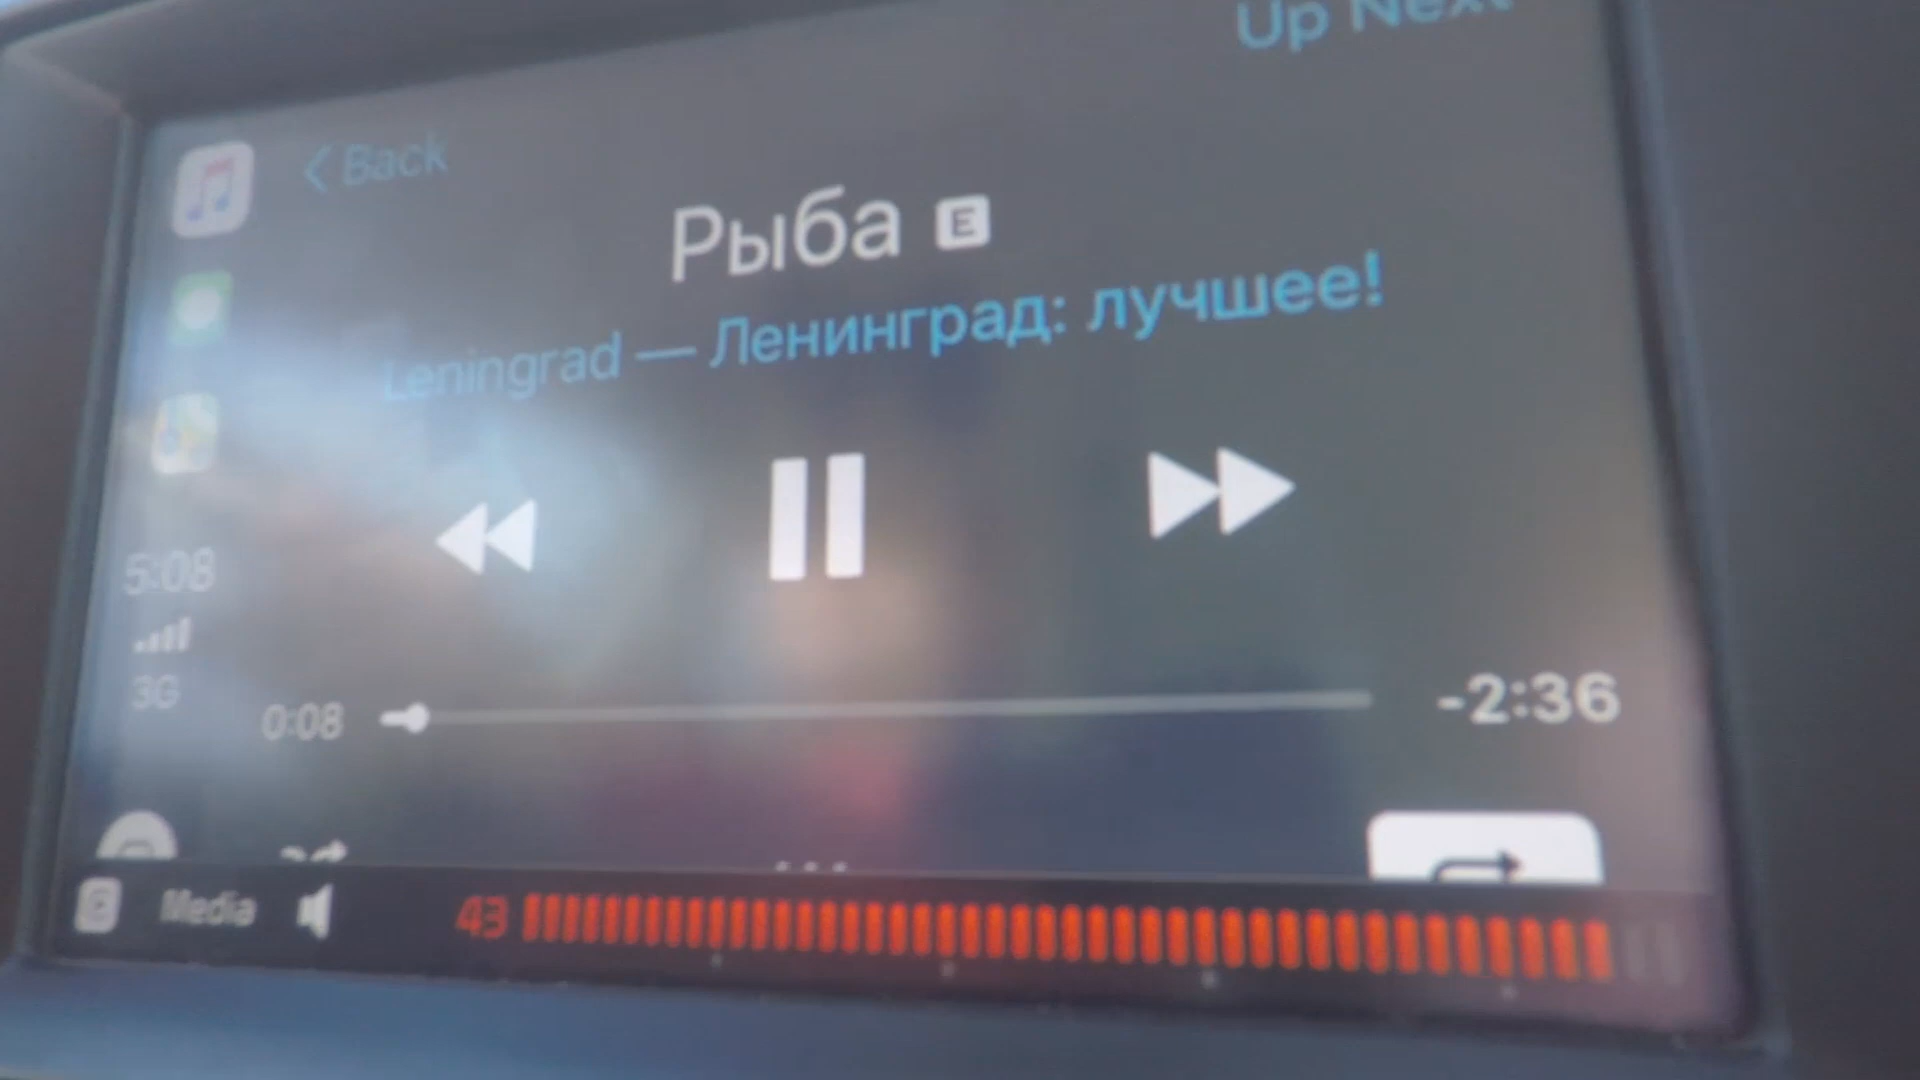 Up Next
Back
Рыба E
Leningrad — Ленинград: лучшее!
5:08
3G
0:08
-2:36
Media
43